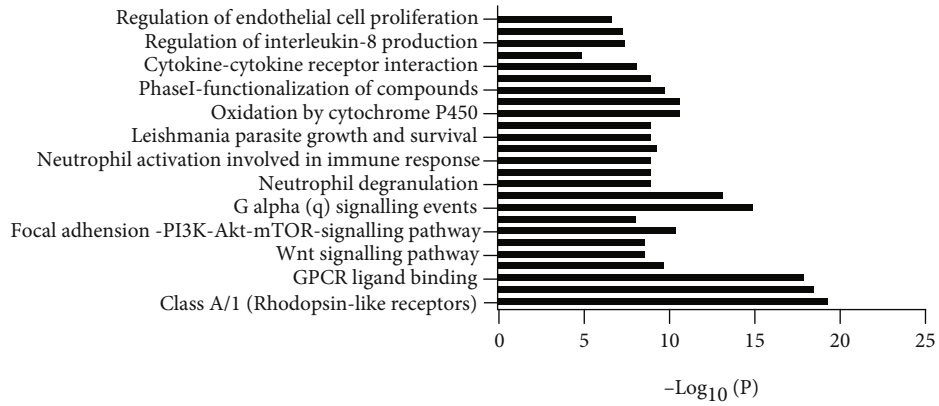 Regulation of endothelial cell proliferation
Regulation of interleukin-8 production
Cytokine-cytokine receptor interaction
PhaseI-functionalization of compounds
Oxidation by cytochrome P450
Leishmania parasite growth and survival
Neutrophil activation involved in immune response
Neutrophil degranulation
G alpha (q) signalling events
Focal adhension -PI3K-Akt-mTOR-signalling pathway
Wnt signalling pathway
GPCR ligand binding
Class A/1 (Rhodopsin-like receptors)
0 5 10 15 20 25
–Log10 (P)